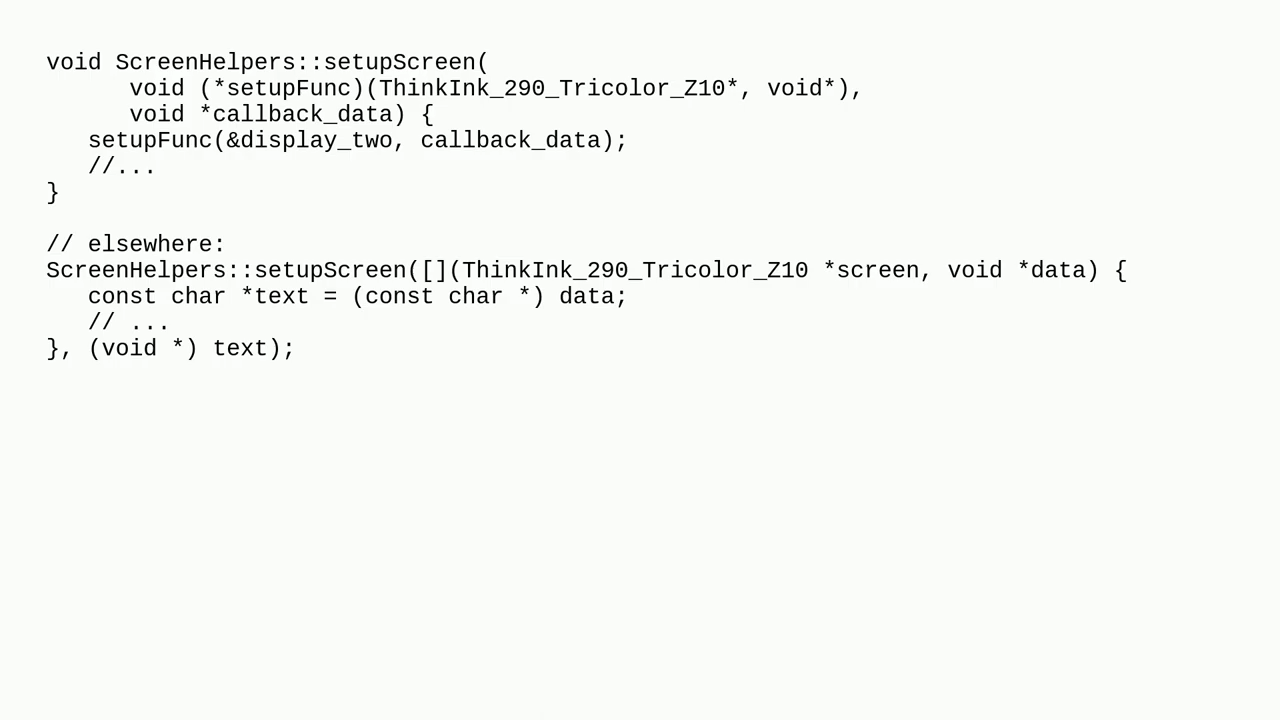 void ScreenHelpers::setupScreen(
      void (*setupFunc)(ThinkInk_290_Tricolor_Z10*, void*),
      void *callback_data) {
   setupFunc(&display_two, callback_data);
   //...
}

// elsewhere:
ScreenHelpers::setupScreen([](ThinkInk_290_Tricolor_Z10 *screen, void *data) {
   const char *text = (const char *) data;
   // ...
}, (void *) text);